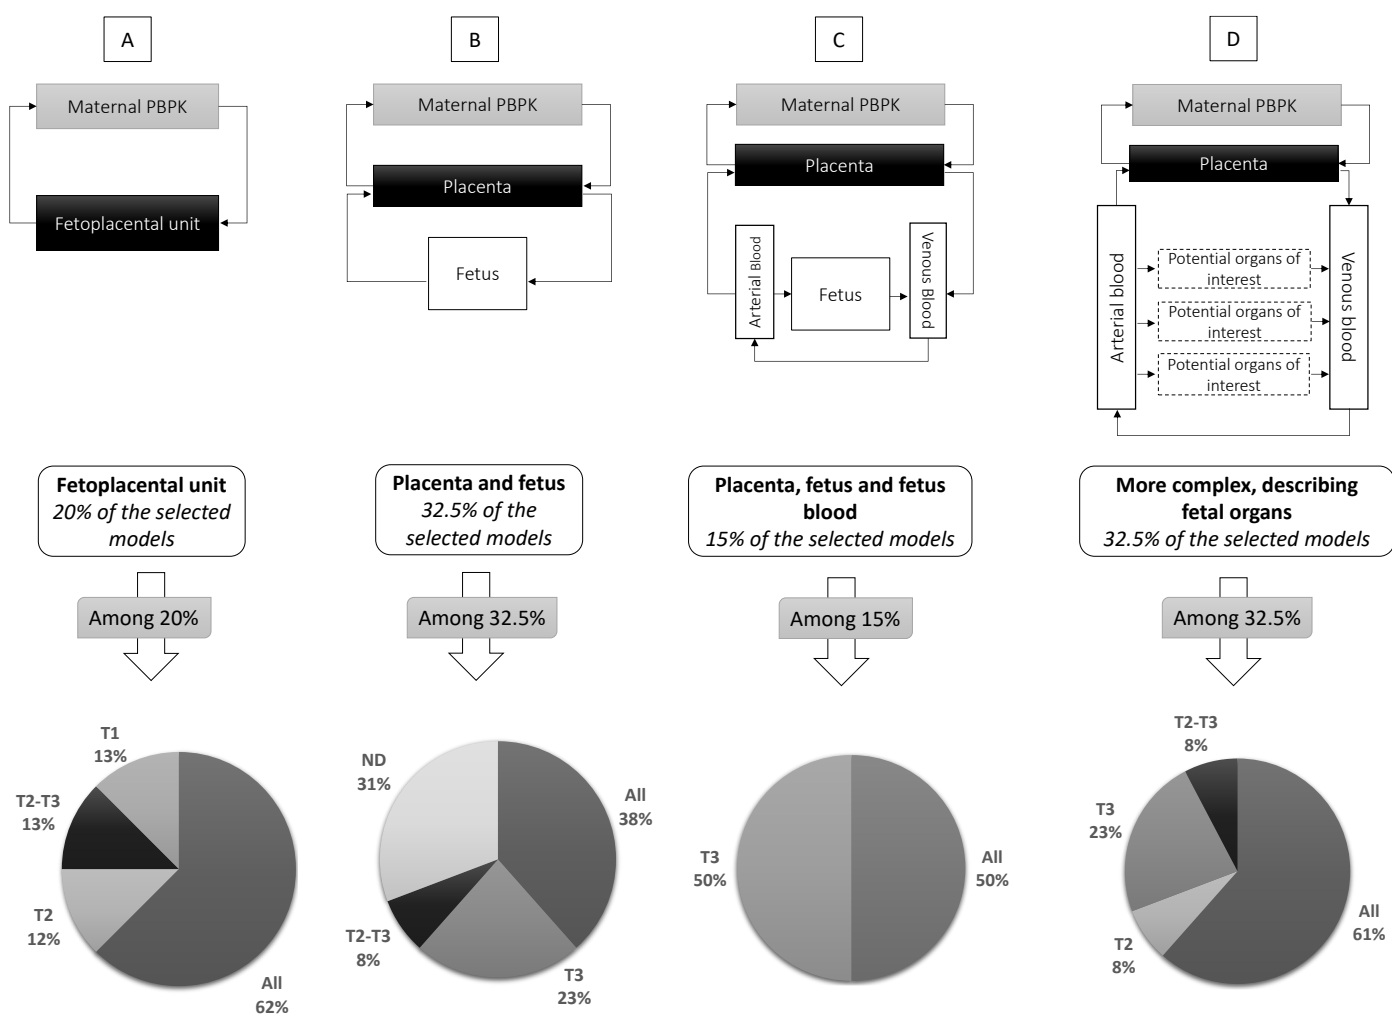 A
Maternal PBPK
Fetoplacental unit
B
Maternal PBPK
Placenta
Fetus
C
Maternal PBPK
Placenta
Arterial Blood
Fetus
Venous Blood
D
Maternal PBPK
Placenta
Arterial blood
Potential organs of
interest
Potential organs of
interest
Potential organs of
interest
Venous blood
Fetoplacental unit
20% of the selected
models
Placenta and fetus
32.5% of the
selected models
Placenta, fetus and fetus
blood
15% of the selected models
More complex, describing
fetal organs
32.5% of the selected models
Among 20%
Among 32.5%
Among 15%
Among 32.5%
T1
13%
T2-T3
13%
T2
12%
All
62%
ND
31%
All
38%
T2-T3
8%
T3
23%
T3
50%
All
50%
T2-T3
8%
T3
23%
T2
8%
All
61%